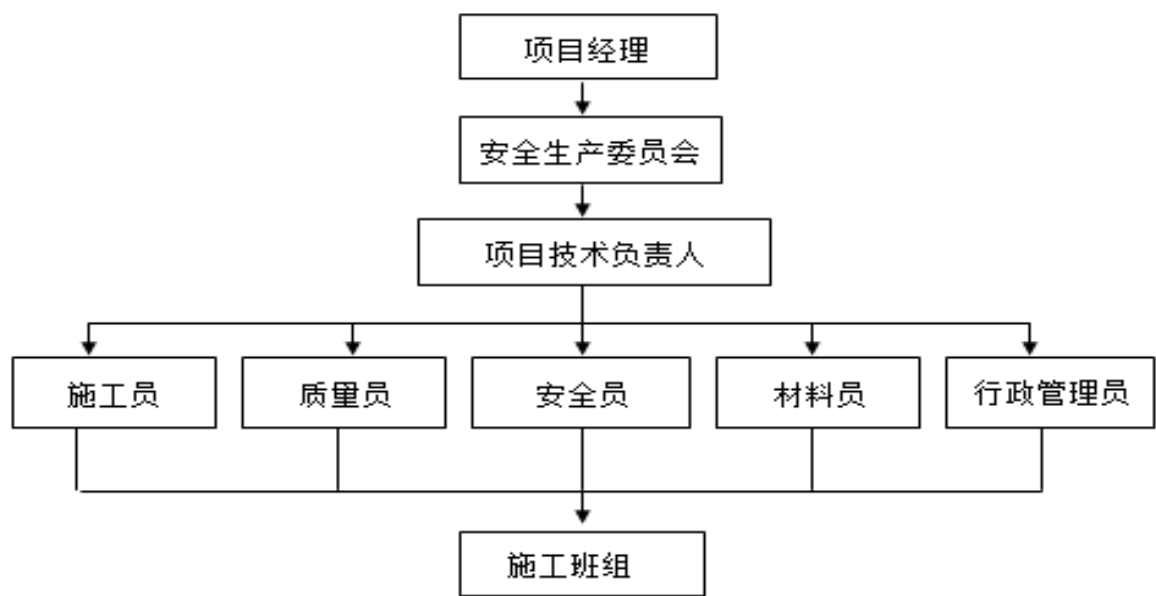 项目经理
安全生产委员会
项目技术负责人
施工员
质量员
安全员
材料员
行政管理员
施工班组